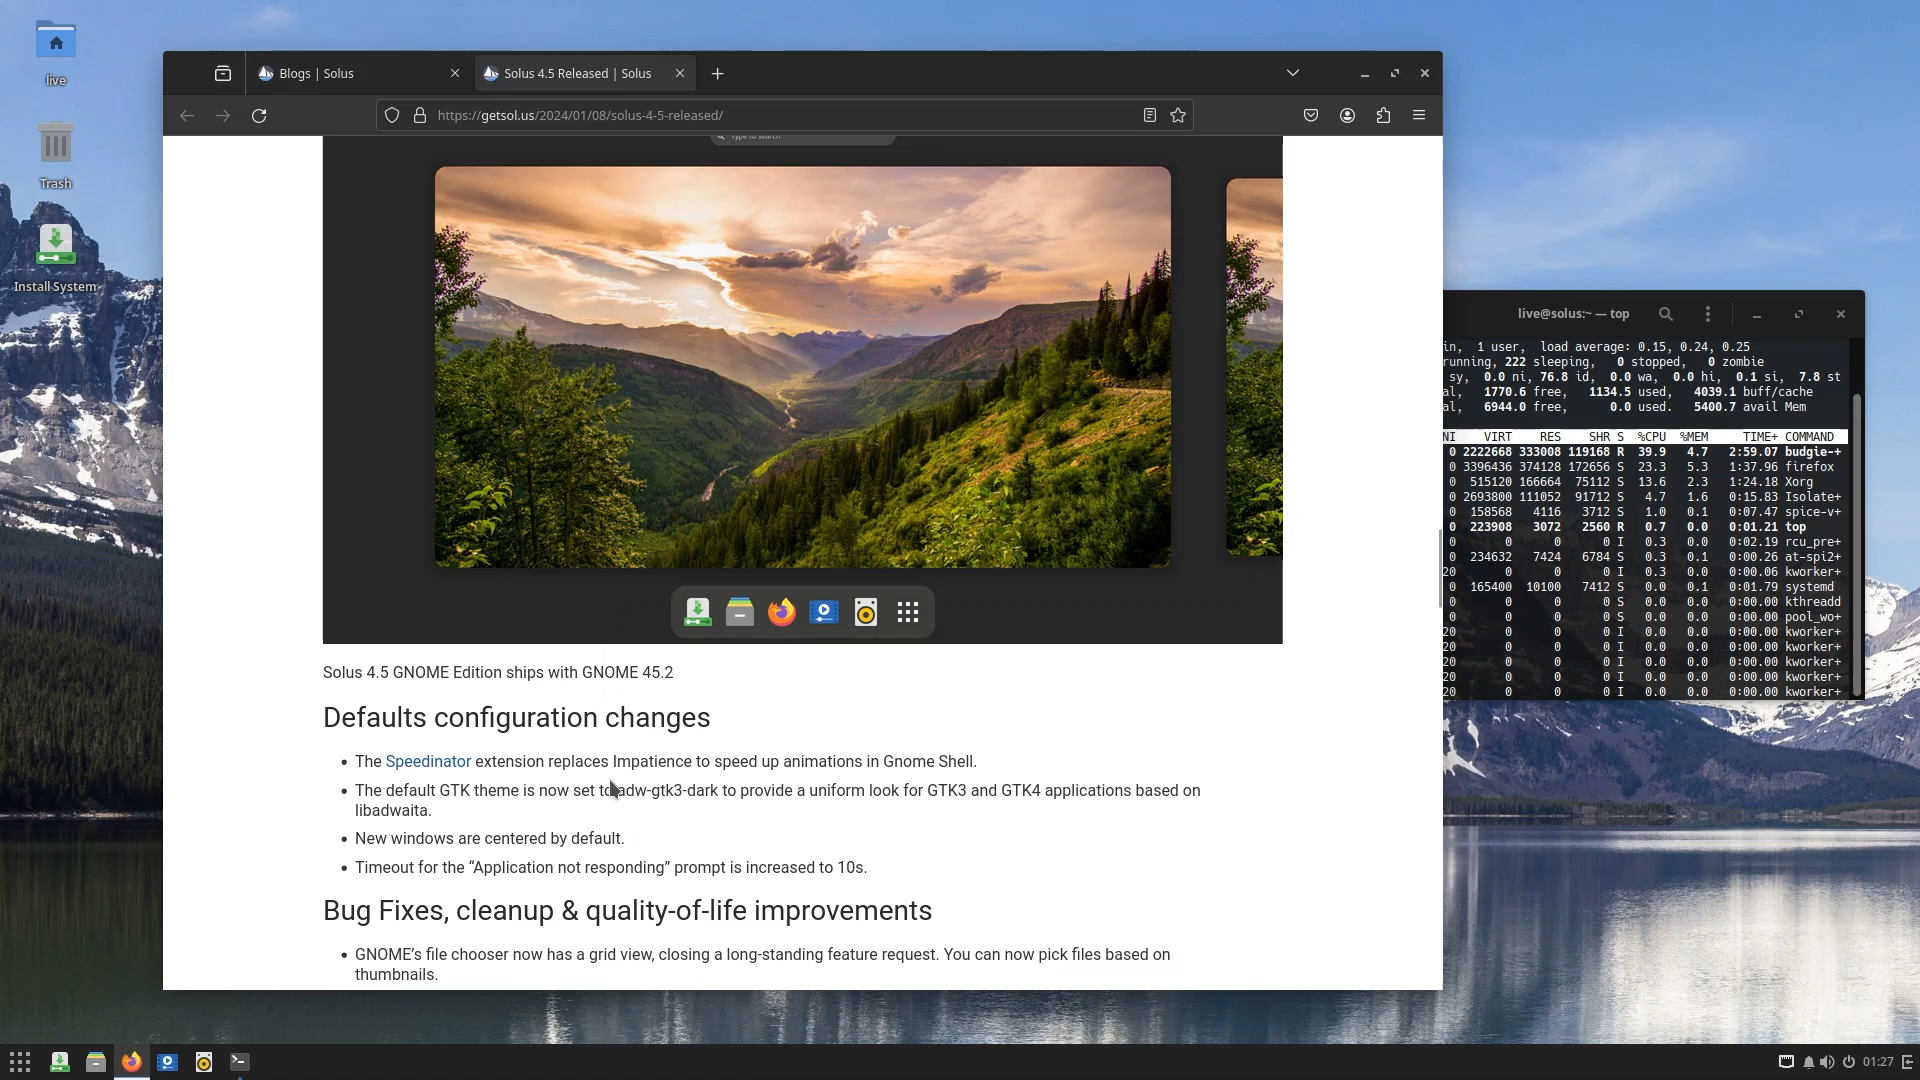 live
Trash
Install System
Blogs | Solus
Solus 4.5 Released | Solus
https://getsol.us/2024/01/08/solus-4-5-released/
Type to search
Solus 4.5 GNOME Edition ships with GNOME 45.2
Defaults configuration changes
• The Speedinator extension replaces Impatience to speed up animations in Gnome Shell.
• The default GTK theme is now set to adw-gtk3-dark to provide a uniform look for GTK3 and GTK4 applications based on
libadwaita.
• New windows are centered by default.
• Timeout for the “Application not responding” prompt is increased to 10s.
Bug Fixes, cleanup & quality-of-life improvements
• GNOME’s file chooser now has a grid view, closing a long-standing feature request. You can now pick files based on
thumbnails.
live@solus:~ — top
in, 1 user, load average: 0.15, 0.24, 0.25
running, 222 sleeping, 0 stopped, 0 zombie
sy, 0.0 ni, 76.8 id, 0.0 wa, 0.0 hi, 0.1 si, 7.8 st
al, 1770.6 free, 1134.5 used, 4039.1 buff/cache
al, 6944.0 free, 0.0 used. 5400.7 avail Mem
NI VIRT RES SHR S %CPU %MEM TIME+ COMMAND
0 2222668 333008 119168 R 39.9 4.7 2:59.07 budgie-+
0 3396436 374128 172656 S 23.3 5.3 1:37.96 firefox
0 515120 166664 75112 S 13.6 2.3 1:24.18 Xorg
0 2693800 111052 91712 S 4.7 1.6 0:15.83 Isolate+
0 158568 4116 3712 S 1.0 0.1 0:07.47 spice-v+
0 223908 3072 2560 R 0.7 0.0 0:01.21 top
0 0 0 0 I 0.3 0.0 0:02.19 rcu_pre+
0 234632 7424 6784 S 0.3 0.1 0:00.26 at-spi2+
20 0 0 0 I 0.3 0.0 0:00.06 kworker+
0 165400 10100 7412 S 0.0 0.1 0:01.79 systemd
0 0 0 0 S 0.0 0.0 0:00.00 kthreadd
0 0 0 0 S 0.0 0.0 0:00.00 pool_wo+
20 0 0 0 I 0.0 0.0 0:00.00 kworker+
20 0 0 0 I 0.0 0.0 0:00.00 kworker+
20 0 0 0 I 0.0 0.0 0:00.00 kworker+
20 0 0 0 I 0.0 0.0 0:00.00 kworker+
20 0 0 0 I 0.0 0.0 0:00.00 kworker+
01:27